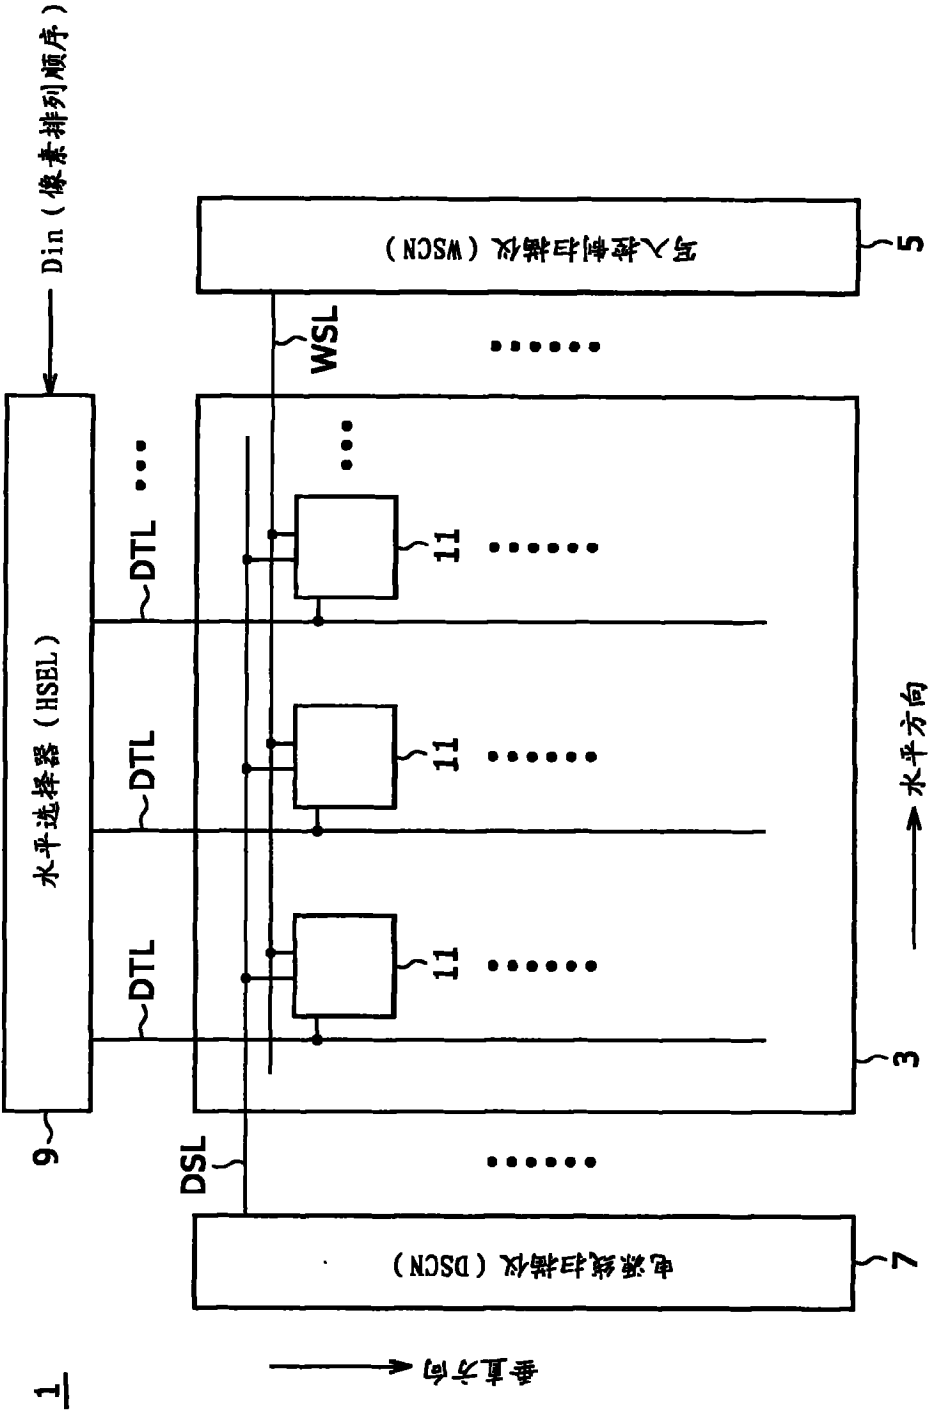 1
Din(像素排列顺序)
9
水平选择器(HSEL)
DTL
DTL
DTL
DSL
WSL
垂直方向
电源线扫描仪(DSCN)
写入控制扫描仪(WSCN)
11
11
11
7
3
5
水平方向